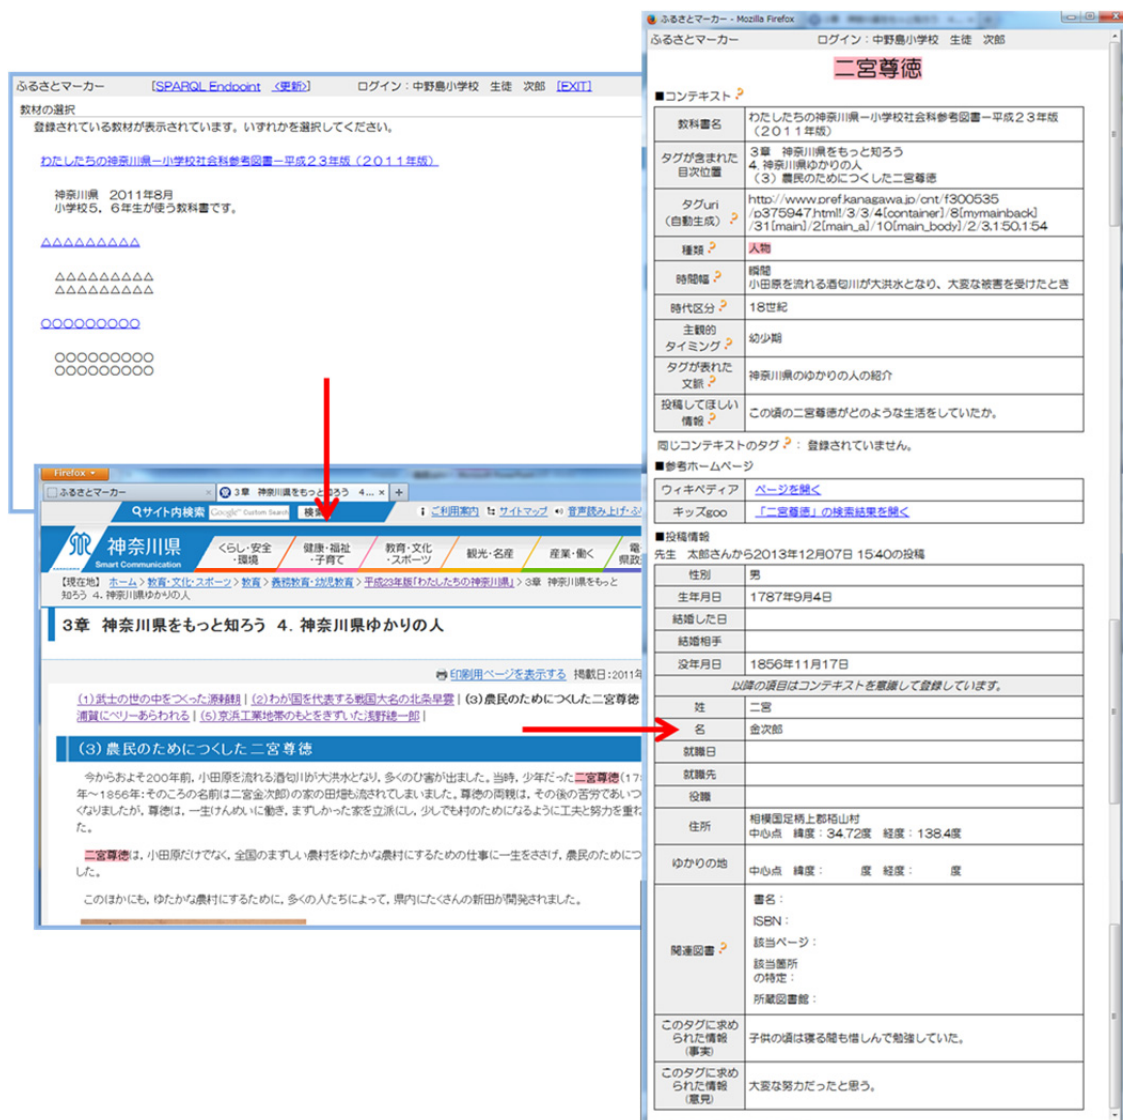 ふるさとマーカー [SPARQL Endpoint <更新>] ログイン：中野島小学校 生徒 次郎 [EXIT]
教材の選択
登録されている教材が表示されています。いずれかを選択してください。
わたしたちの神奈川県－小学校社会科参考図書－平成２３年版（２０１１年版）
神奈川県 2011年8月
小学校5，6年生が使う教科書です。
△△△△△△△△△
△△△△△△△△△
△△△△△△△△△
○○○○○○○○○
○○○○○○○○○
○○○○○○○○○
Firefox
ふるさとマーカー × 3章 神奈川県をもっと知ろう 4.... × +
サイト内検索 Google Custom Search 検索 ご利用案内 サイトマップ 音声読み上げ・ふ
神奈川県 Smart Communication
くらし・安全・環境 健康・福祉・子育て 教育・文化・スポーツ 観光・名産 産業・働く 県政
【現在地】 ホーム > 教育・文化・スポーツ > 教育 > 義務教育・幼児教育 > 平成23年版「わたしたちの神奈川県」 > 3章 神奈川県をもっと
知ろう 4. 神奈川県ゆかりの人
3章 神奈川県をもっと知ろう 4. 神奈川県ゆかりの人
印刷用ページを表示する 掲載日：2011年
(1)武士の世の中をつくった源頼朝 | (2)わが国を代表する戦国大名の北条早雲 | (3)農民のためにつくした二宮尊徳
浦賀にペリーあらわれる | (5)京浜工業地帯のもとをきずいた浅野総一郎 |
(3)農民のためにつくした二宮尊徳
今からおよそ200年前，小田原を流れる酒匂川が大洪水となり，多くのひ害が出ました。当時，少年だった二宮尊徳(17
年～1856年：そのころの名前は二宮金次郎)の家の田畑も流されてしまいました。尊徳の両親は，その後の苦労であいつ
くなりましたが，尊徳は，一生けんめいに働き，まずしかった家を立派にし，少しでも村のためになるように工夫と努力を重ね
た。
二宮尊徳は，小田原だけでなく，全国のまずしい農村をゆたかな農村にするための仕事に一生をささげ，農民のためにつ
した。
このほかにも，ゆたかな農村にするために，多くの人たちによって，県内にたくさんの新田が開発されました。
ふるさとマーカー - Mozilla Firefox
ふるさとマーカー ログイン：中野島小学校 生徒 次郎
二宮尊徳
■コンテキスト ?
教科書名 わたしたちの神奈川県－小学校社会科参考図書－平成２３年版
（２０１１年版）
タグが含まれた目次位置 3章 神奈川県をもっと知ろう
4. 神奈川県ゆかりの人
（3）農民のためにつくした二宮尊徳
タグuri（自動生成）? http://www.pref.kanagawa.jp/cnt/f300535
/p375947.html!/3/3/4[container]/8[mymainback]
/31[main]/2[main_a]/10[main_body]/2/3,1:50,1:54
種類 ? 人物
時間幅 ? 瞬間
小田原を流れる酒匂川が大洪水となり、大変な被害を受けたとき
時代区分 ? 18世紀
主観的タイミング ? 幼少期
タグが表れた文脈 ? 神奈川県のゆかりの人の紹介
投稿してほしい情報 ? この頃の二宮尊徳がどのような生活をしていたか。
同じコンテキストのタグ ?： 登録されていません。
■参考ホームページ
ウィキペディア ページを開く
キッズgoo 「二宮尊徳」の検索結果を開く
■投稿情報
先生 太郎さんから2013年12月07日 15:40の投稿
性別 男
生年月日 1787年9月4日
結婚した日
結婚相手
没年月日 1856年11月17日
以降の項目はコンテキストを意識して登録しています。
姓 二宮
名 金次郎
就職日
就職先
役職
住所 相模国足柄上郡栢山村
中心点 緯度：34.72度 経度：138.4度
ゆかりの地 中心点 緯度： 度 経度： 度
関連図書 ? 書名：
ISBN：
該当ページ：
該当箇所
の特定：
所蔵図書館：
このタグに求められた情報（事実） 子供の頃は寝る間も惜しんで勉強していた。
このタグに求められた情報（意見） 大変な努力だったと思う。